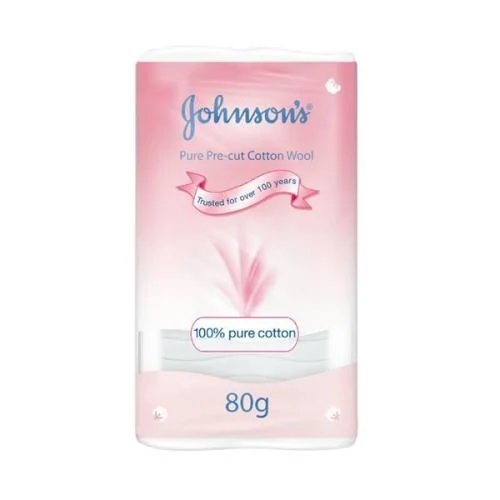 Johnson's®
Pure Pre-cut Cotton Wool
Trusted for over 100 years
100% pure cotton
80g